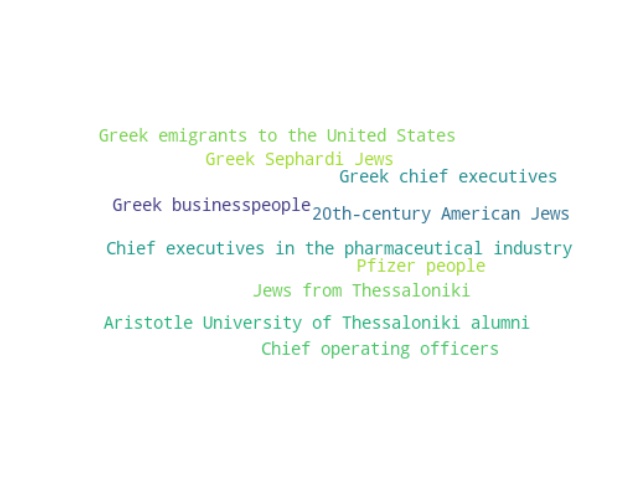 Greek emigrants to the United States
Greek Sephardi Jews
Greek chief executives
Greek businesspeople
20th-century American Jews
Chief executives in the pharmaceutical industry
Pfizer people
Jews from Thessaloniki
Aristotle University of Thessaloniki alumni
Chief operating officers